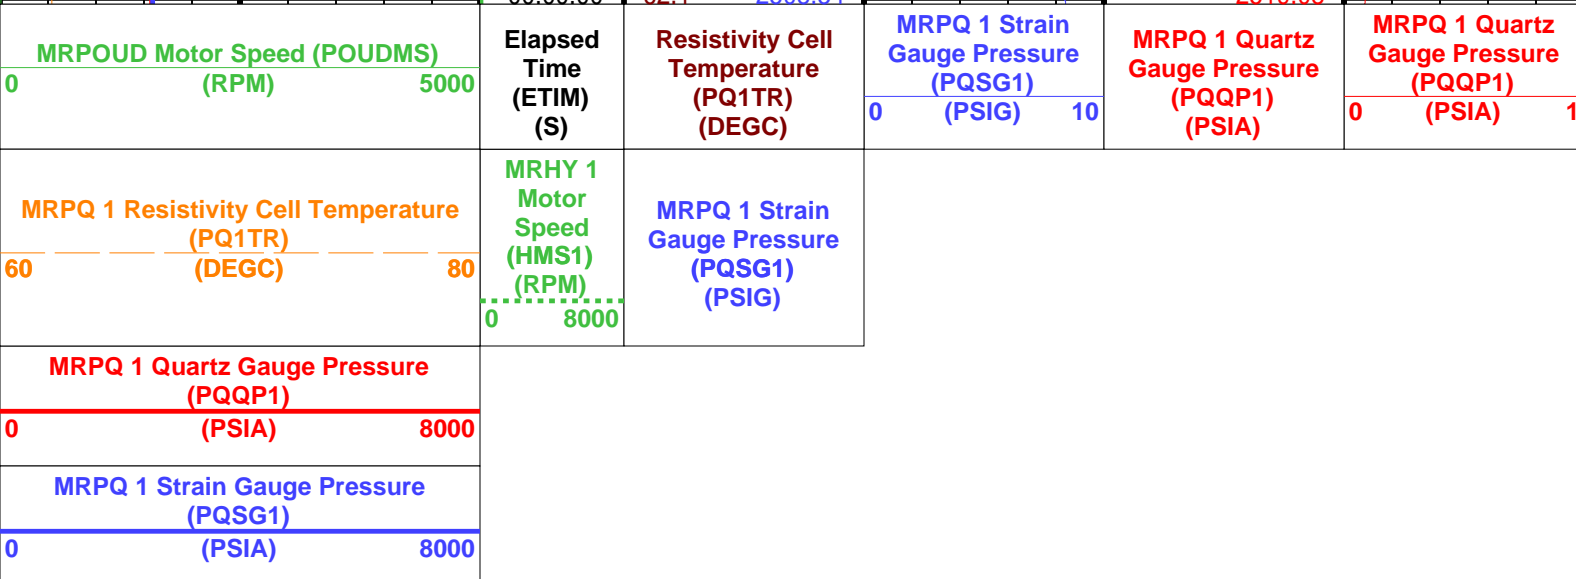 MRPOUD Motor Speed (POUDMS)
0 (RPM) 5000
Elapsed
Time
(ETIM)
(S)
Resistivity Cell
Temperature
(PQ1TR)
(DEGC)
MRPQ 1 Strain
Gauge Pressure
(PQSG1)
0 (PSIG) 10
MRPQ 1 Quartz
Gauge Pressure
(PQQP1)
(PSIA)
MRPQ 1 Quartz
Gauge Pressure
(PQQP1)
0 (PSIA) 1
MRPQ 1 Resistivity Cell Temperature
(PQ1TR)
60 (DEGC) 80
MRHY 1
Motor
Speed
(HMS1)
(RPM)
0 8000
MRPQ 1 Strain
Gauge Pressure
(PQSG1)
(PSIG)
MRPQ 1 Quartz Gauge Pressure
(PQQP1)
0 (PSIA) 8000
MRPQ 1 Strain Gauge Pressure
(PQSG1)
0 (PSIA) 8000